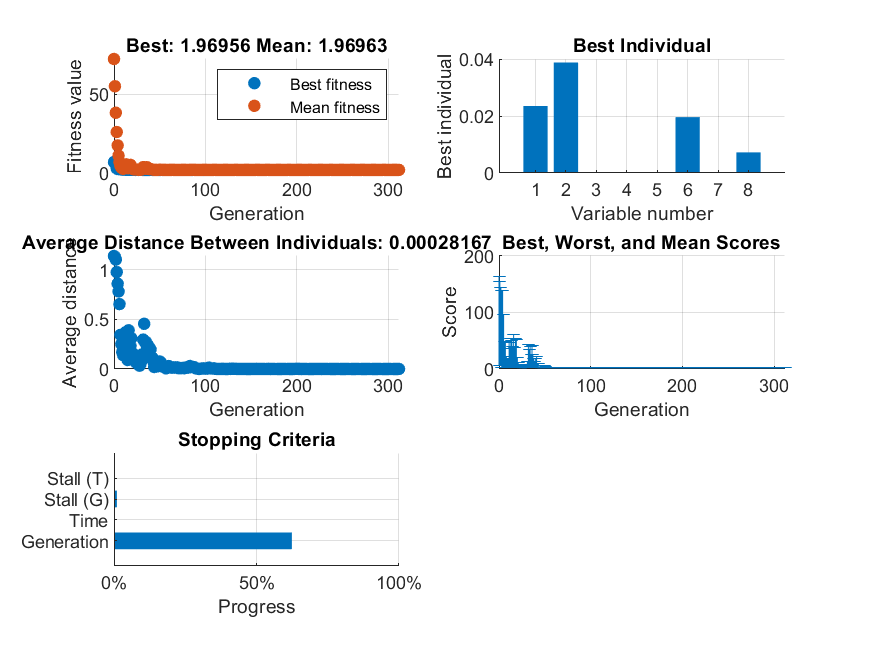 Best: 1.96956 Mean: 1.96963
Fitness value
50
0
Best fitness
Mean fitness
0 100 200 300
Generation
Best Individual
Best individual
0.04
0.02
0
1 2 3 4 5 6 7 8
Variable number
Average Distance Between Individuals: 0.00028167
Average distance
1
0.5
0
0 100 200 300
Generation
Best, Worst, and Mean Scores
Score
200
100
0
0 100 200 300
Generation
Stopping Criteria
Stall (T)
Stall (G)
Time
Generation
0% 50% 100%
Progress